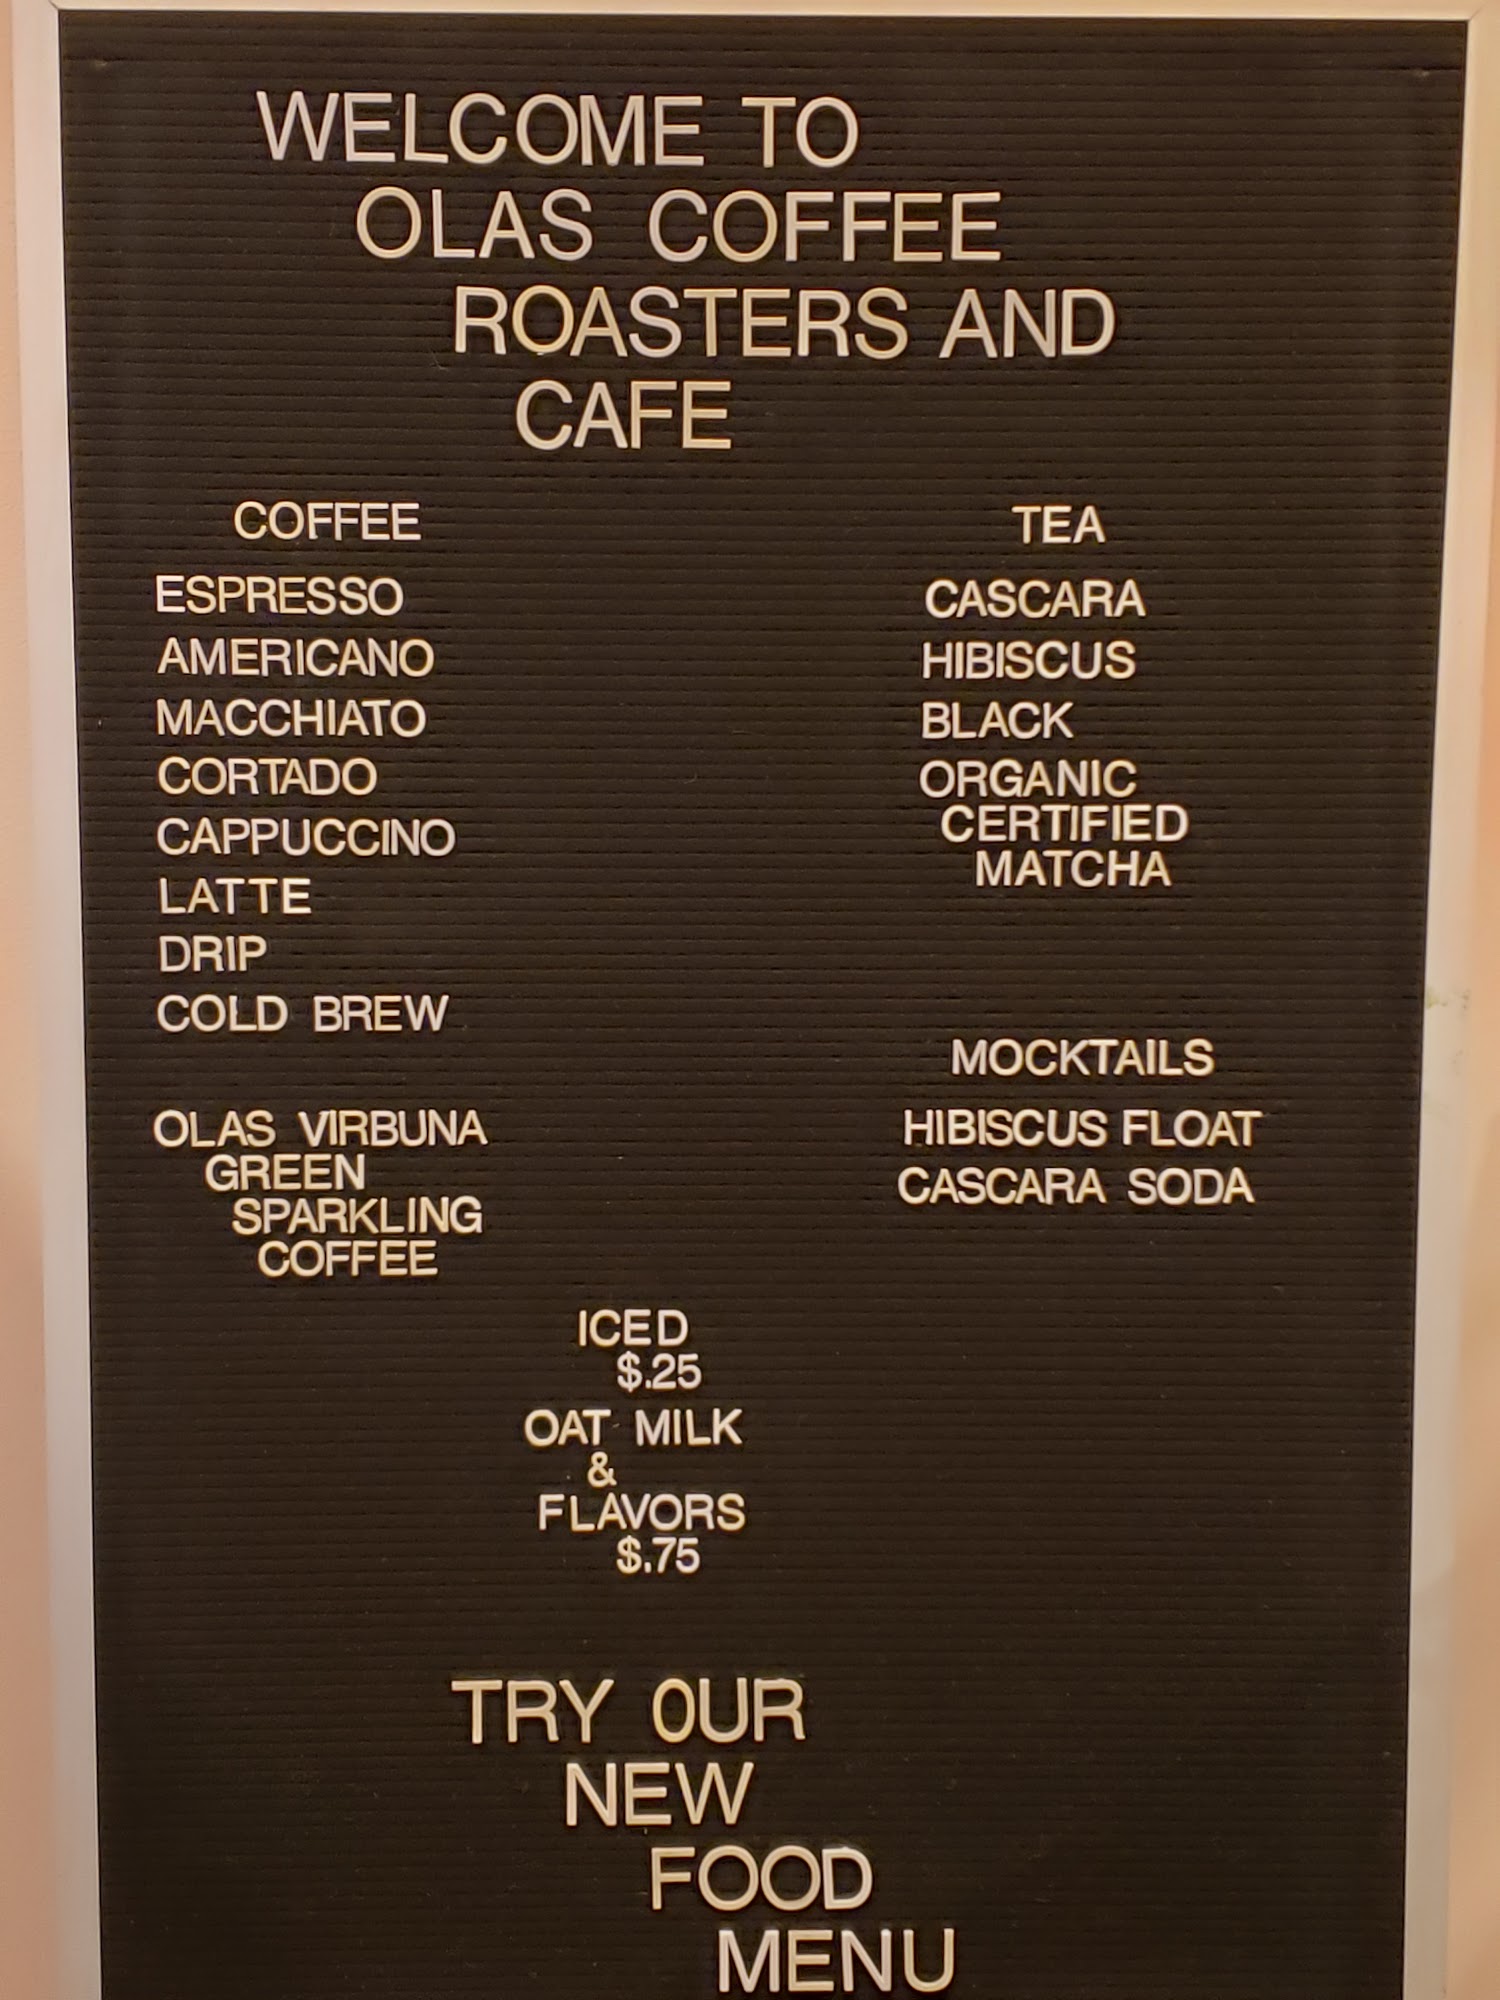 WELCOME TO
OLAS COFFEE
ROASTERS AND
CAFE
COFFEE
ESPRESSO
AMERICANO
MACCHIATO
CORTADO
CAPPUCCINO
LATTE
DRIP
COLD BREW
OLAS VIRBUNA
GREEN
SPARKLING
COFFEE
TEA
CASCARA
HIBISCUS
BLACK
ORGANIC
CERTIFIED
MATCHA
MOCKTAILS
HIBISCUS FLOAT
CASCARA SODA
ICED
$.25
OAT MILK
&
FLAVORS
$.75
TRY 0UR
NEW
FOOD
MENU